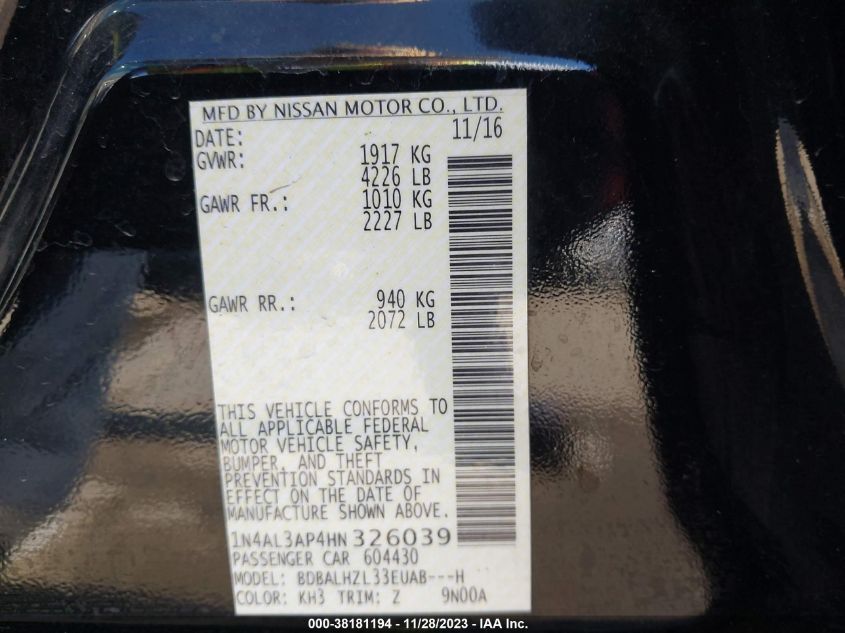 MFD BY NISSAN MOTOR CO., LTD.
DATE: 11/16
GVWR: 1917 KG
4226 LB
GAWR FR.: 1010 KG
2227 LB
GAWR RR.: 940 KG
2072 LB
THIS VEHICLE CONFORMS TO
ALL APPLICABLE FEDERAL
MOTOR VEHICLE SAFETY,
BUMPER, AND THEFT
PREVENTION STANDARDS IN
EFFECT ON THE DATE OF
MANUFACTURE SHOWN ABOVE.
1N4AL3AP4HN326039
PASSENGER CAR 604430
MODEL: BDBALHZL33EUAB---H
COLOR: KH3 TRIM: Z 9N00A
000-38181194 - 11/28/2023 - IAA Inc.